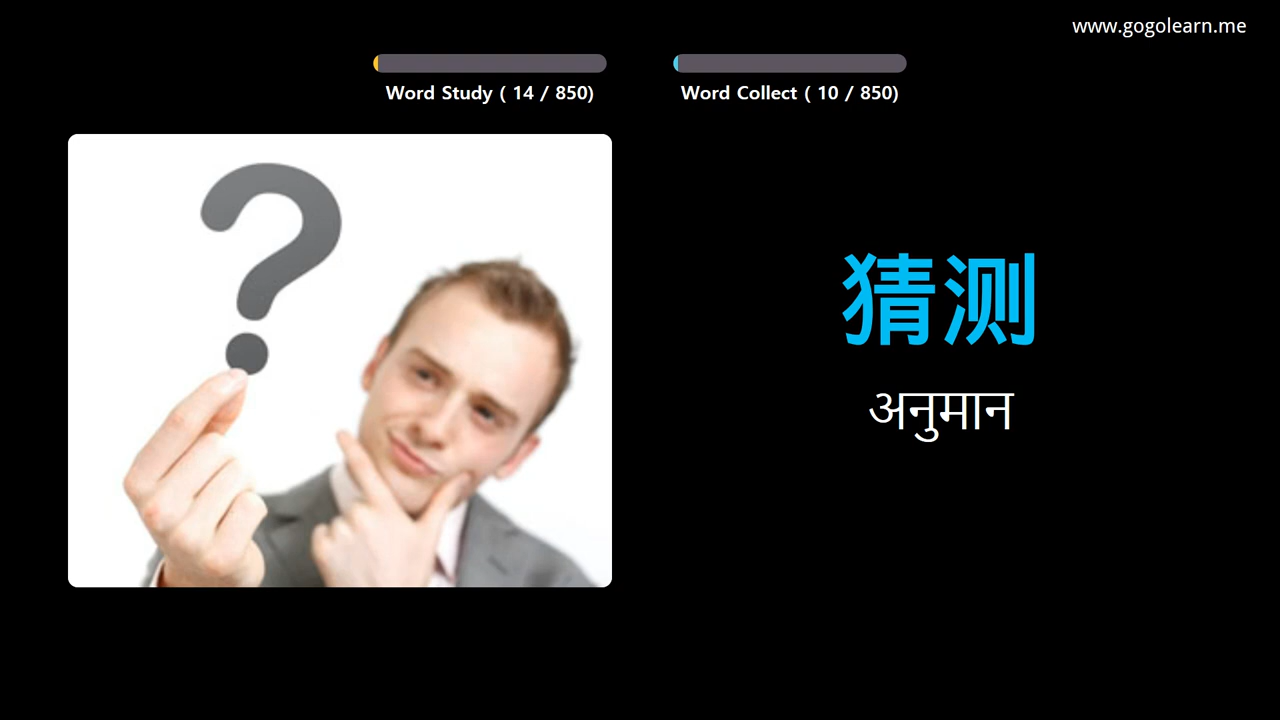 www.gogolearn.me
Word Study ( 14 / 850)
Word Collect ( 10 / 850)
?
猜测
अनुमान